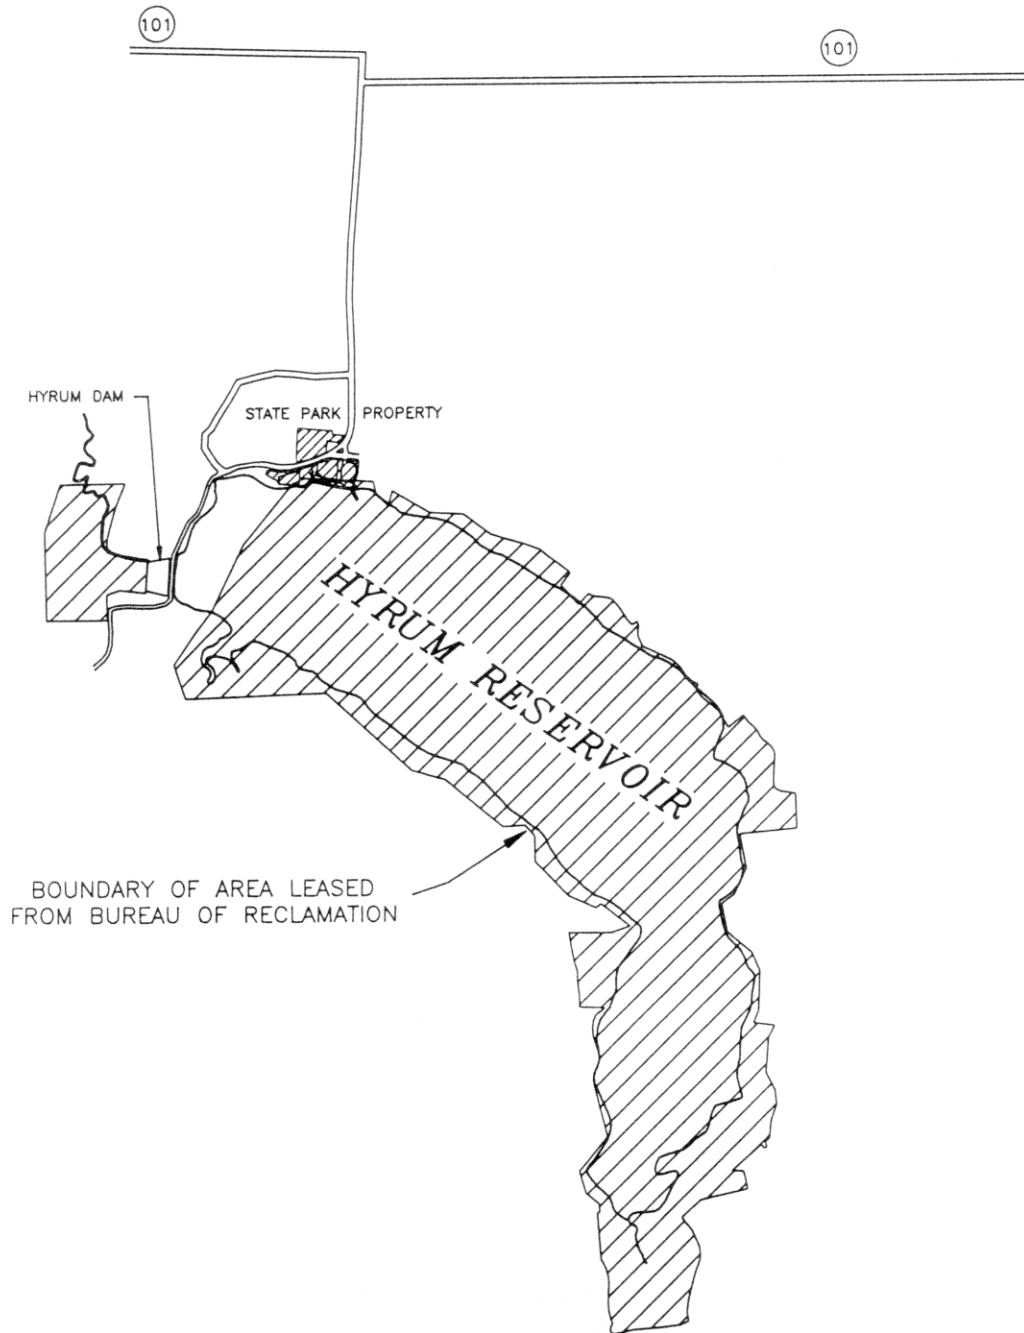 101
101
HYRUM DAM
STATE PARK PROPERTY
HYRUM RESERVOIR
BOUNDARY OF AREA LEASED
FROM BUREAU OF RECLAMATION